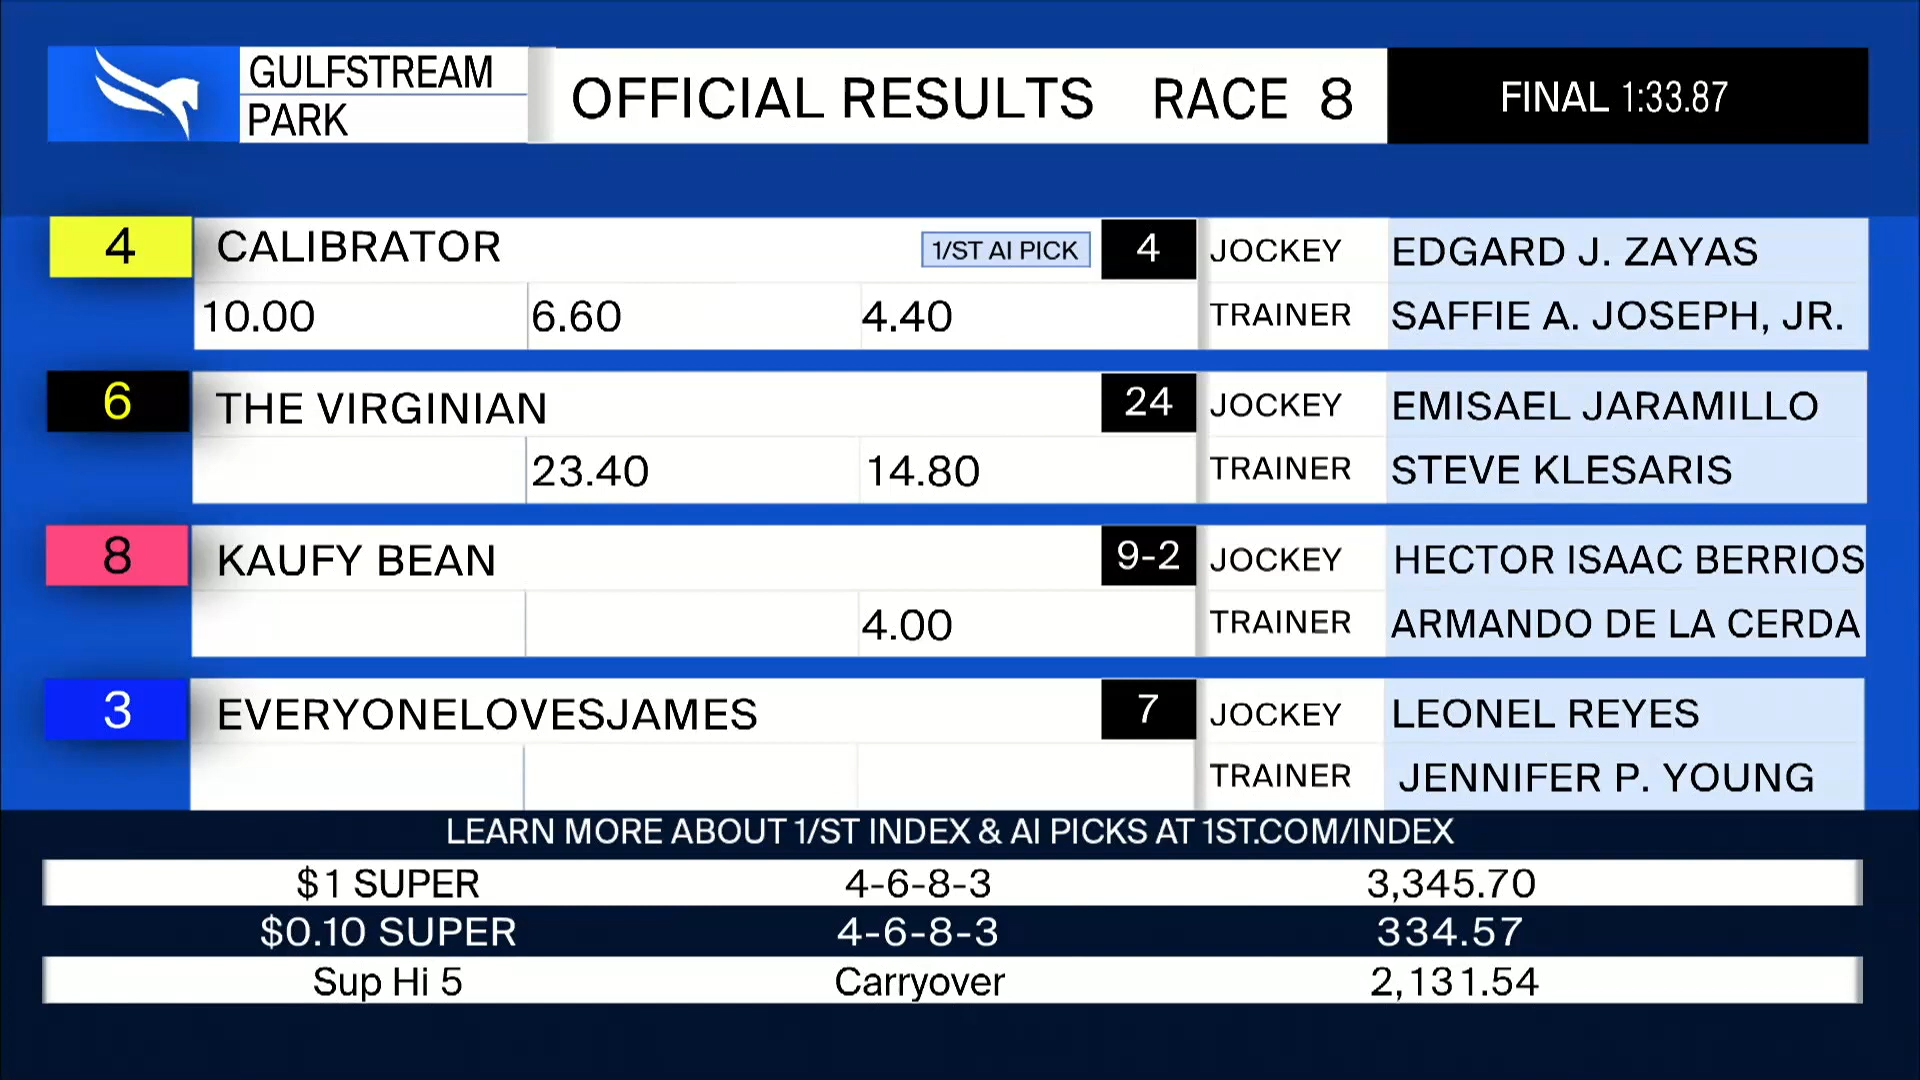 GULFSTREAM
PARK
OFFICIAL RESULTS RACE 8
FINAL 1:33.87
4 CALIBRATOR 1/ST AI PICK 4 JOCKEY EDGARD J. ZAYAS
10.00 6.60 4.40 TRAINER SAFFIE A. JOSEPH, JR.
6 THE VIRGINIAN 24 JOCKEY EMISAEL JARAMILLO
23.40 14.80 TRAINER STEVE KLESARIS
8 KAUFY BEAN 9-2 JOCKEY HECTOR ISAAC BERRIOS
4.00 TRAINER ARMANDO DE LA CERDA
3 EVERYONELOVESJAMES 7 JOCKEY LEONEL REYES
TRAINER JENNIFER P. YOUNG
LEARN MORE ABOUT 1/ST INDEX & AI PICKS AT 1ST.COM/INDEX
$1 SUPER 4-6-8-3 3,345.70
$0.10 SUPER 4-6-8-3 334.57
Sup Hi 5 Carryover 2,131.54